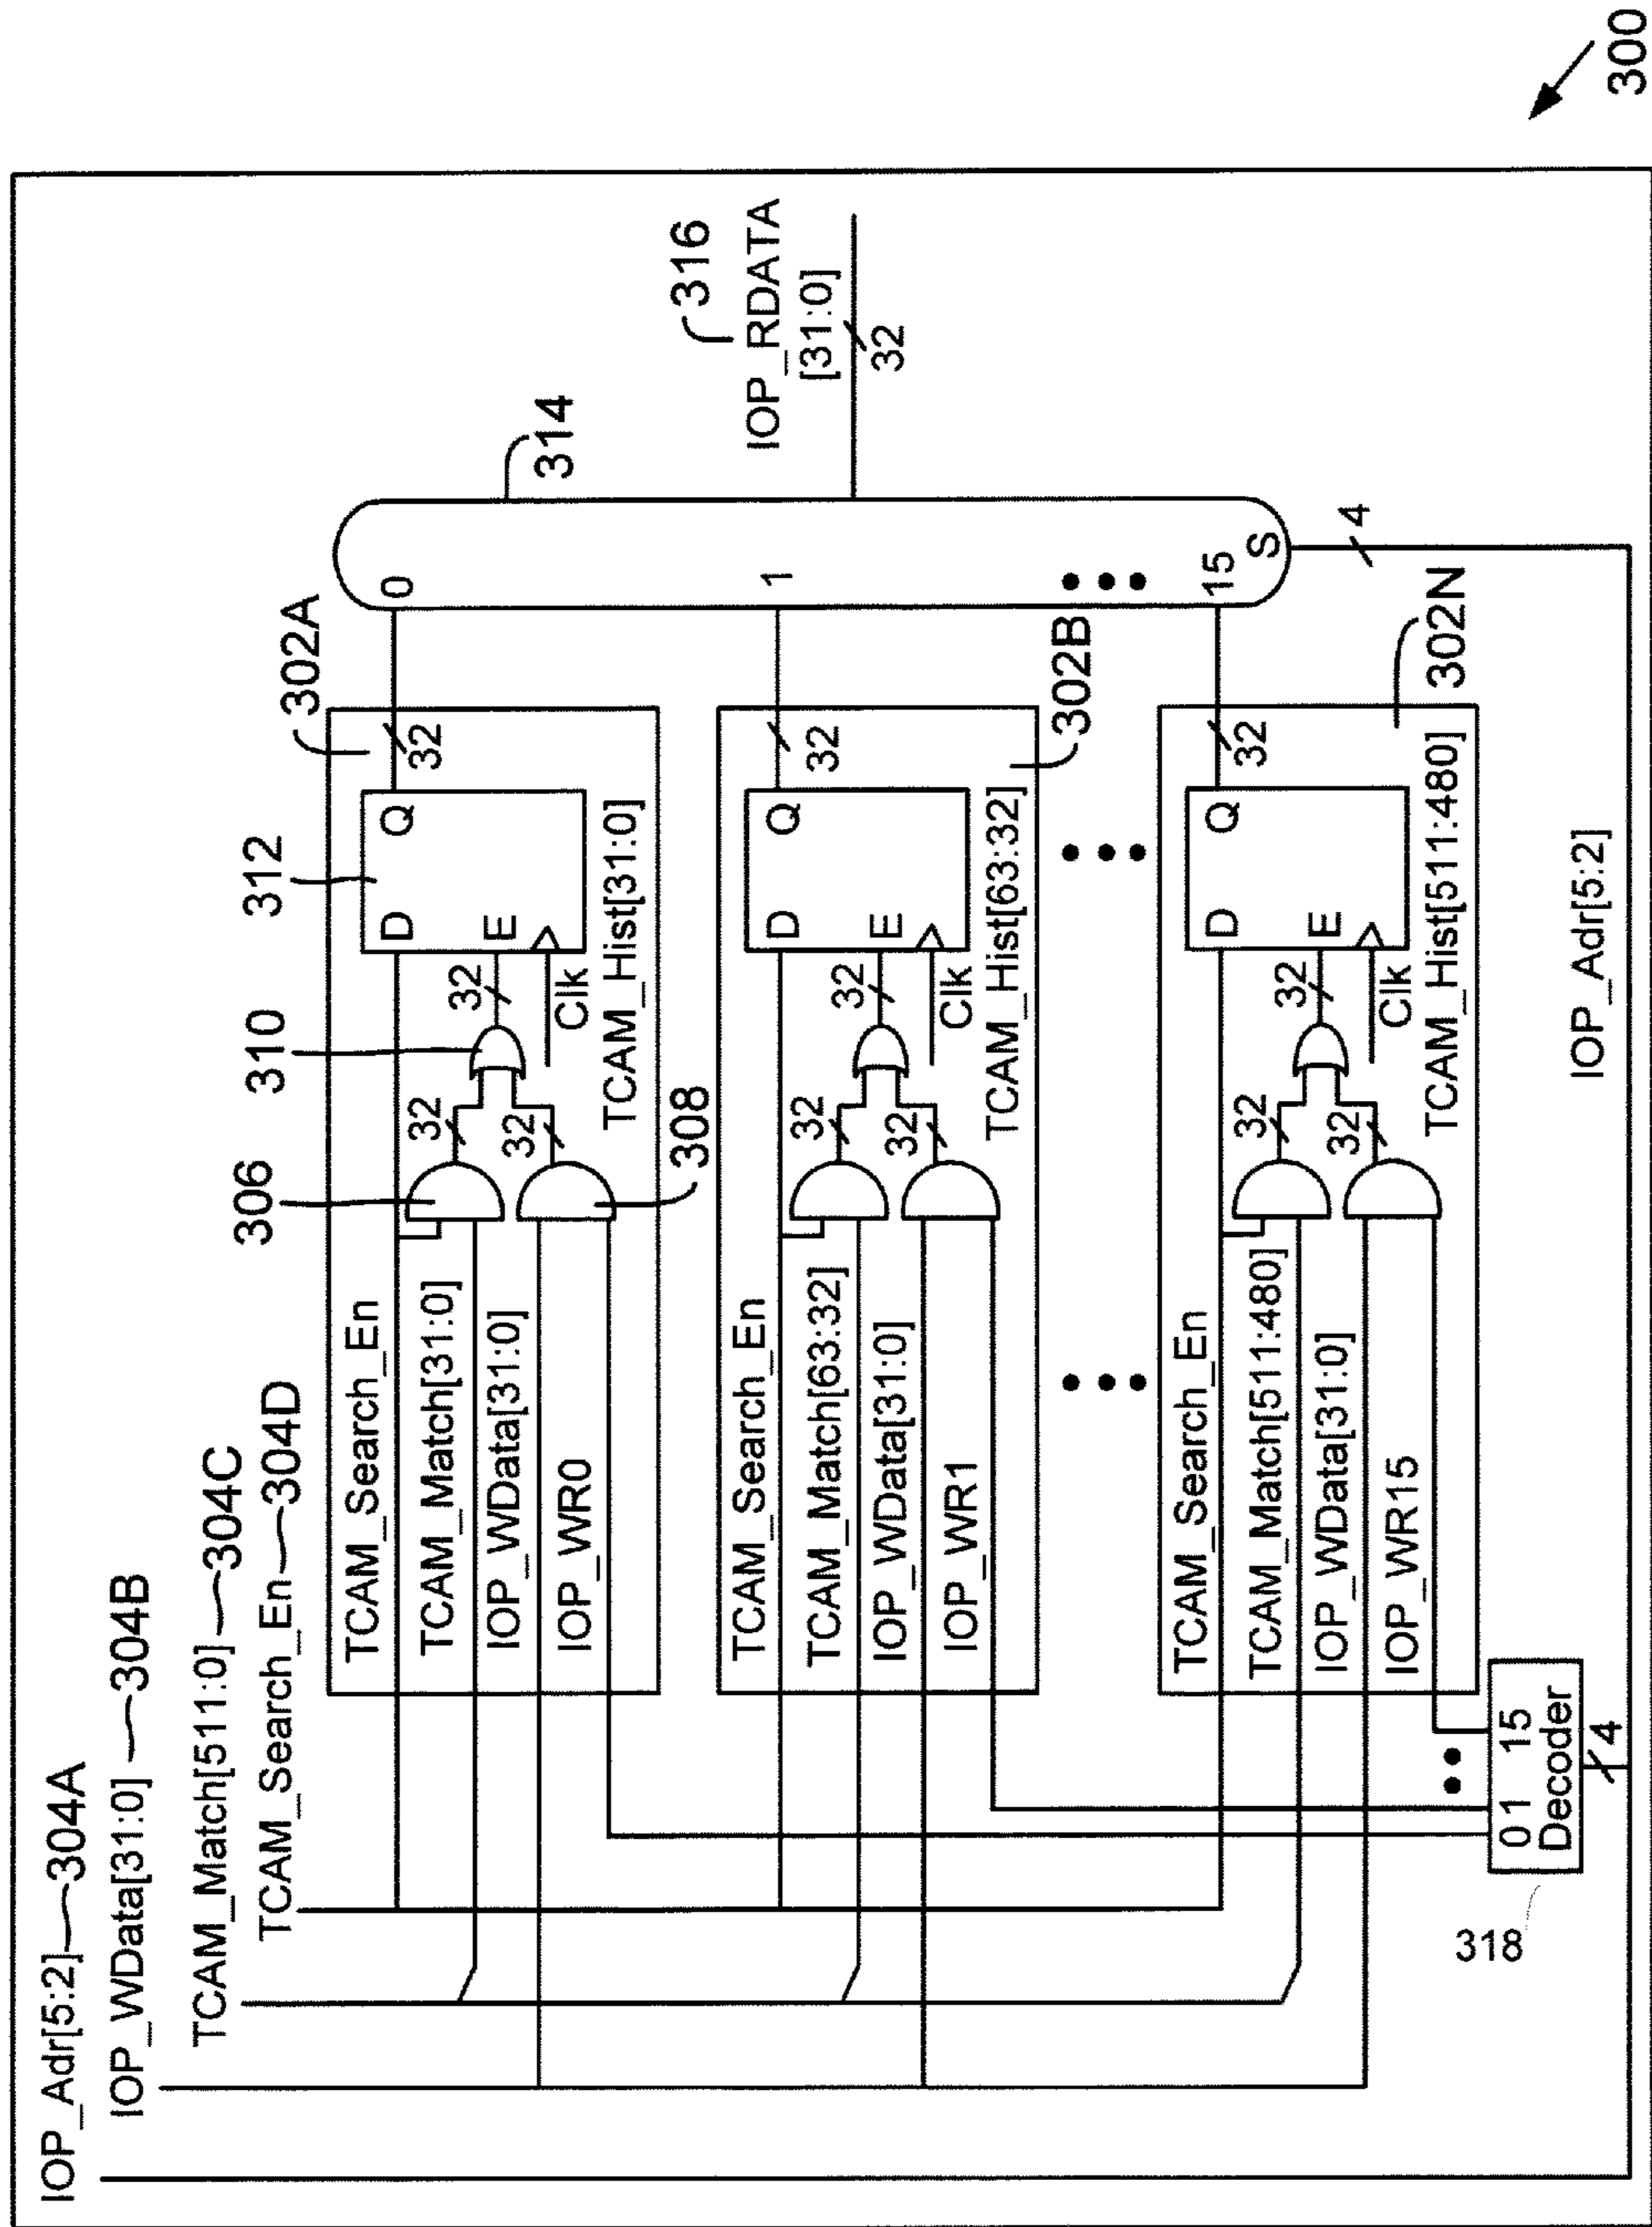 IOP_Adr[5:2] 304A
IOP_WData[31:0] 304B
TCAM_Match[511:0] 304C
TCAM_Search_En 304D
306
310
312
302A
TCAM_Search_En
TCAM_Match[31:0]
IOP_WData[31:0]
IOP_WR0
32
32
32
D
Q
E
Clk
32
TCAM_Hist[31:0]
308
TCAM_Search_En
TCAM_Match[63:32]
IOP_WData[31:0]
IOP_WR1
32
32
32
D
Q
E
Clk
32
TCAM_Hist[63:32]
302B
TCAM_Search_En
TCAM_Match[511:480]
IOP_WData[31:0]
IOP_WR15
32
32
32
D
Q
E
Clk
32
TCAM_Hist[511:480]
302N
0
1
15
S
314
316
IOP_RDATA
[31:0]
32
4
0 1 15
Decoder
4
318
IOP_Adr[5:2]
300